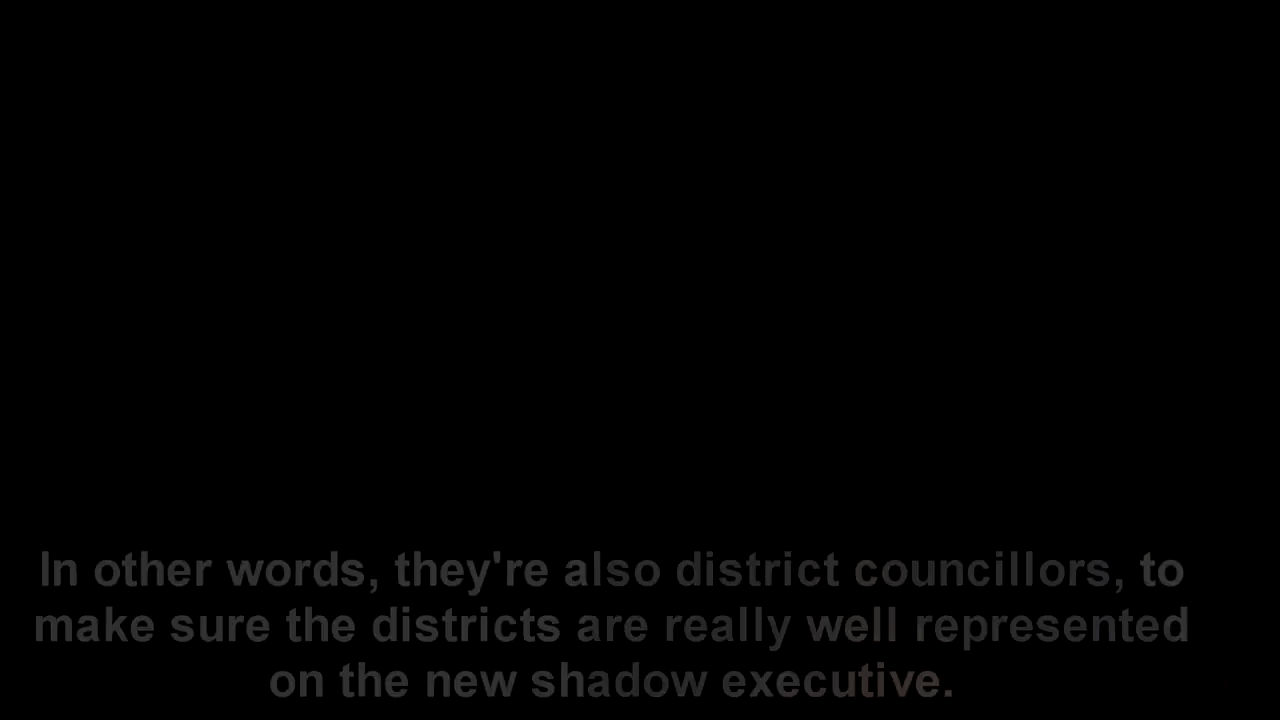 In other words, they're also district councillors, to
make sure the districts are really well represented
on the new shadow executive.